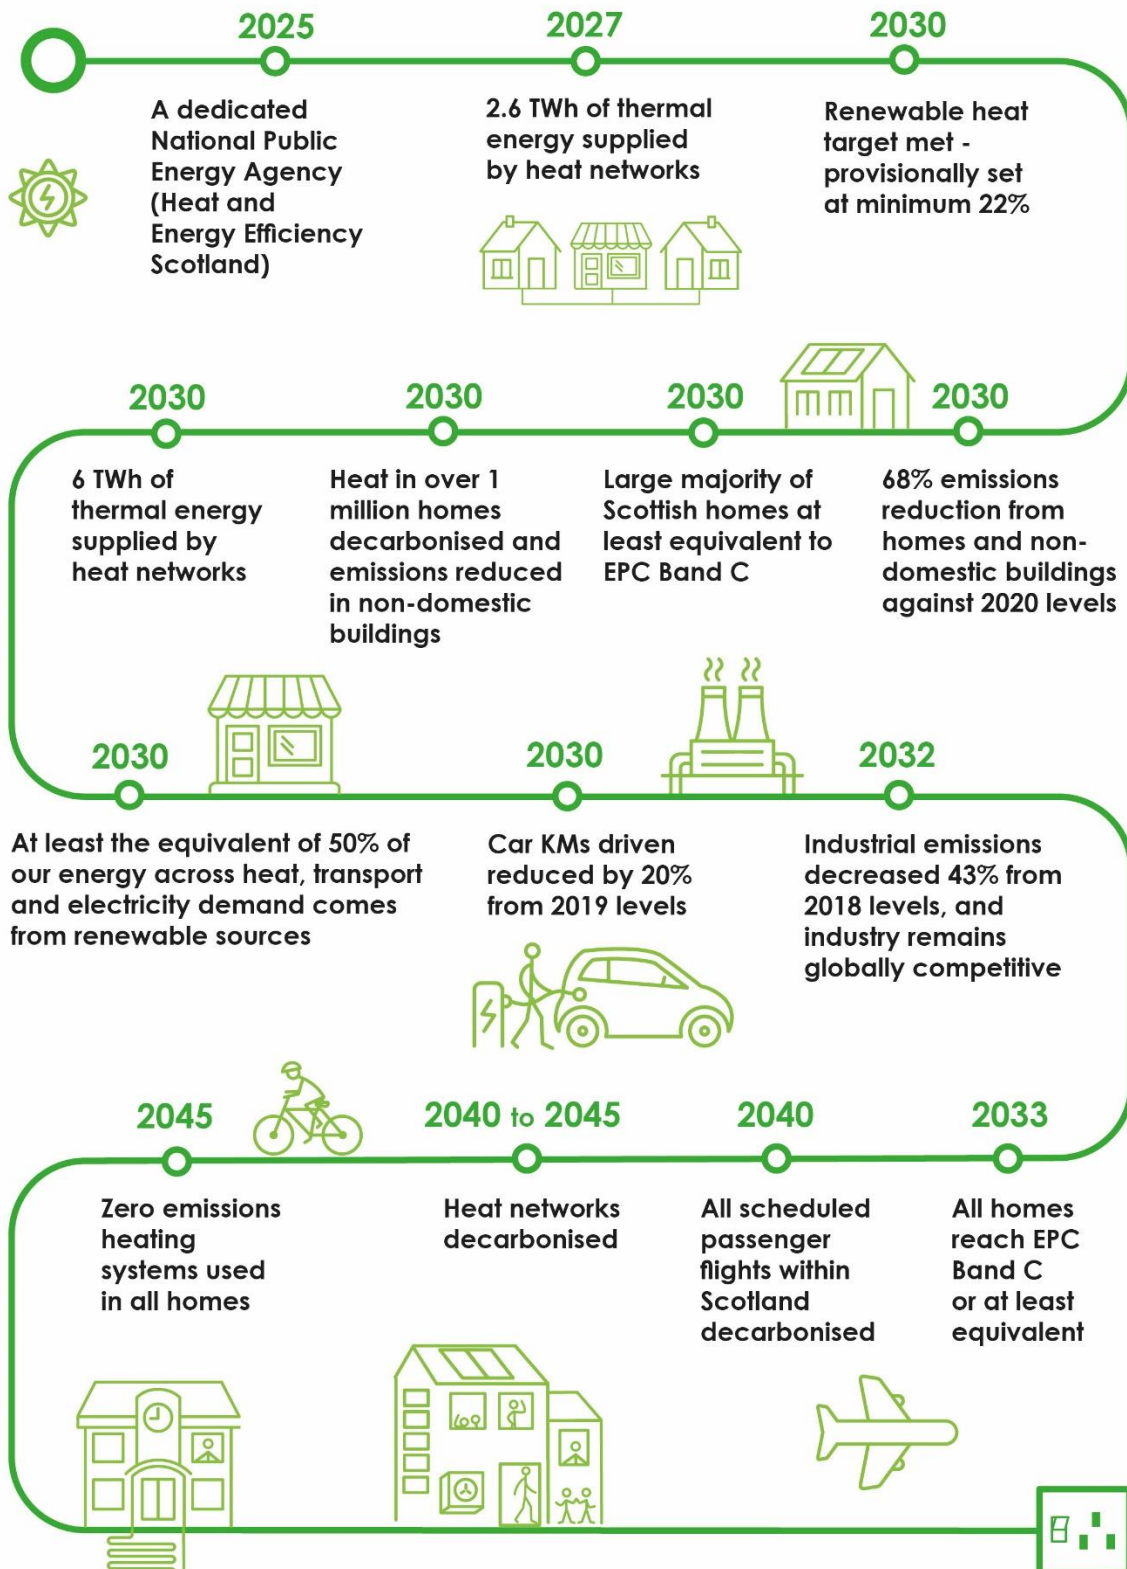 2025
A dedicated
National Public
Energy Agency
(Heat and
Energy Efficiency
Scotland)
2027
2.6 TWh of thermal
energy supplied
by heat networks
2030
Renewable heat
target met -
provisionally set
at minimum 22%
2030
68% emissions
reduction from
homes and non-
domestic buildings
against 2020 levels
2030
Large majority of
Scottish homes at
least equivalent to
EPC Band C
2030
Heat in over 1
million homes
decarbonised and
emissions reduced
in non-domestic
buildings
2030
6 TWh of
thermal energy
supplied by
heat networks
2030
At least the equivalent of 50% of
our energy across heat, transport
and electricity demand comes
from renewable sources
2030
Car KMs driven
reduced by 20%
from 2019 levels
2032
Industrial emissions
decreased 43% from
2018 levels, and
industry remains
globally competitive
2033
All homes
reach EPC
Band C
or at least
equivalent
2040
All scheduled
passenger
flights within
Scotland
decarbonised
2040 to 2045
Heat networks
decarbonised
2045
Zero emissions
heating
systems used
in all homes